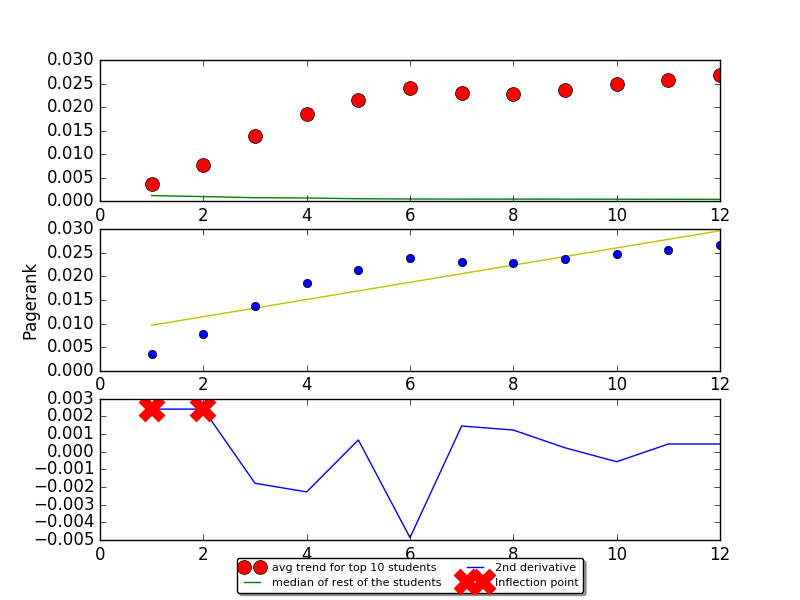 0.030
0.025
0.020
0.015
0.010
0.005
0.000
0 2 4 6 8 10 12
0.030
0.025
0.020
0.015
0.010
0.005
0.000
Pagerank
0 2 4 6 8 10 12
0.003
0.002
0.001
0.000
−0.001
−0.002
−0.003
−0.004
−0.005
0 2 4 6 8 10 12
avg trend for top 10 students
median of rest of the students
2nd derivative
Inflection point